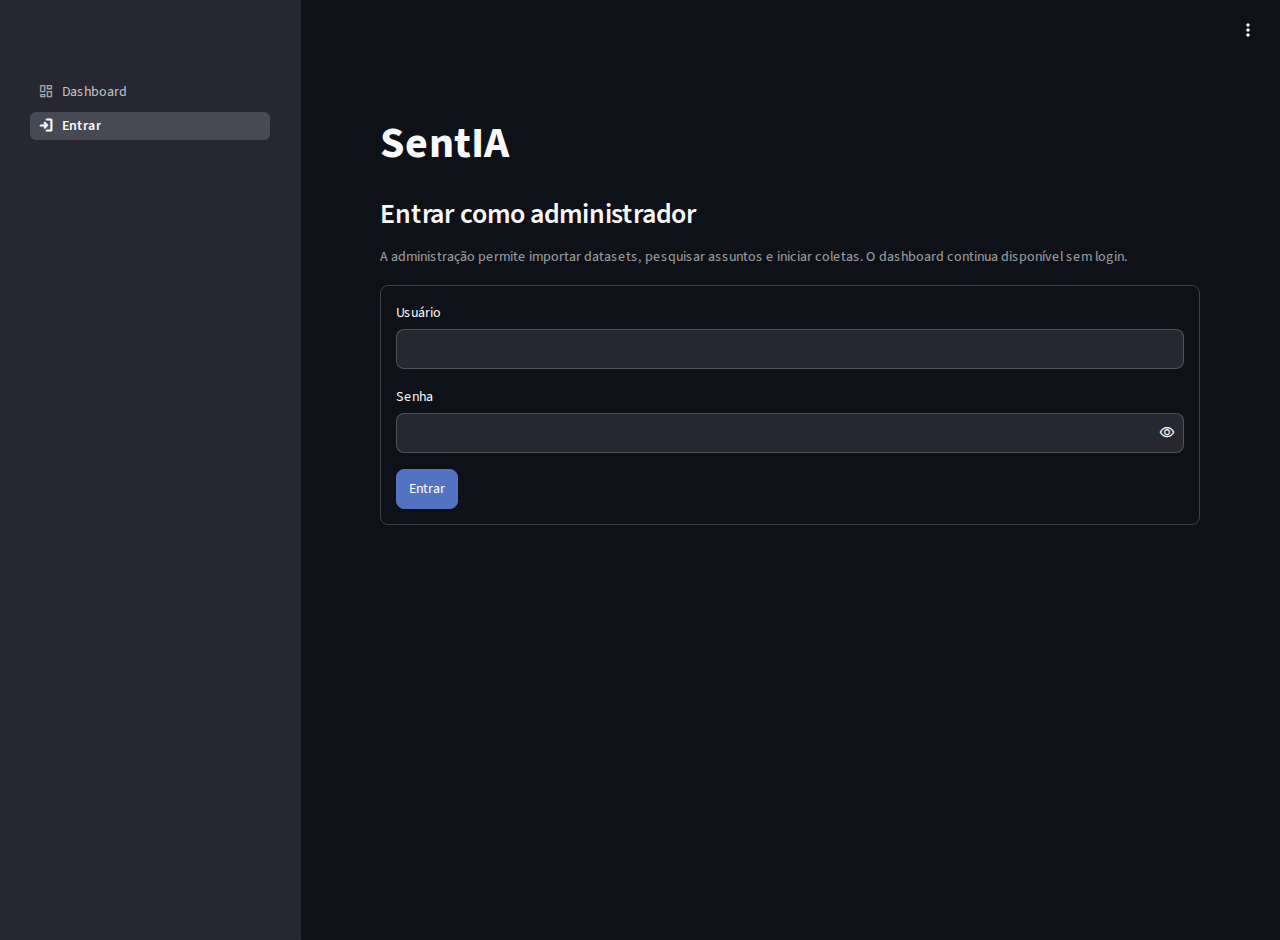 Dashboard
Entrar
SentIA
Entrar como administrador
A administração permite importar datasets, pesquisar assuntos e iniciar coletas. O dashboard continua disponível sem login.
Usuário
Senha
Entrar